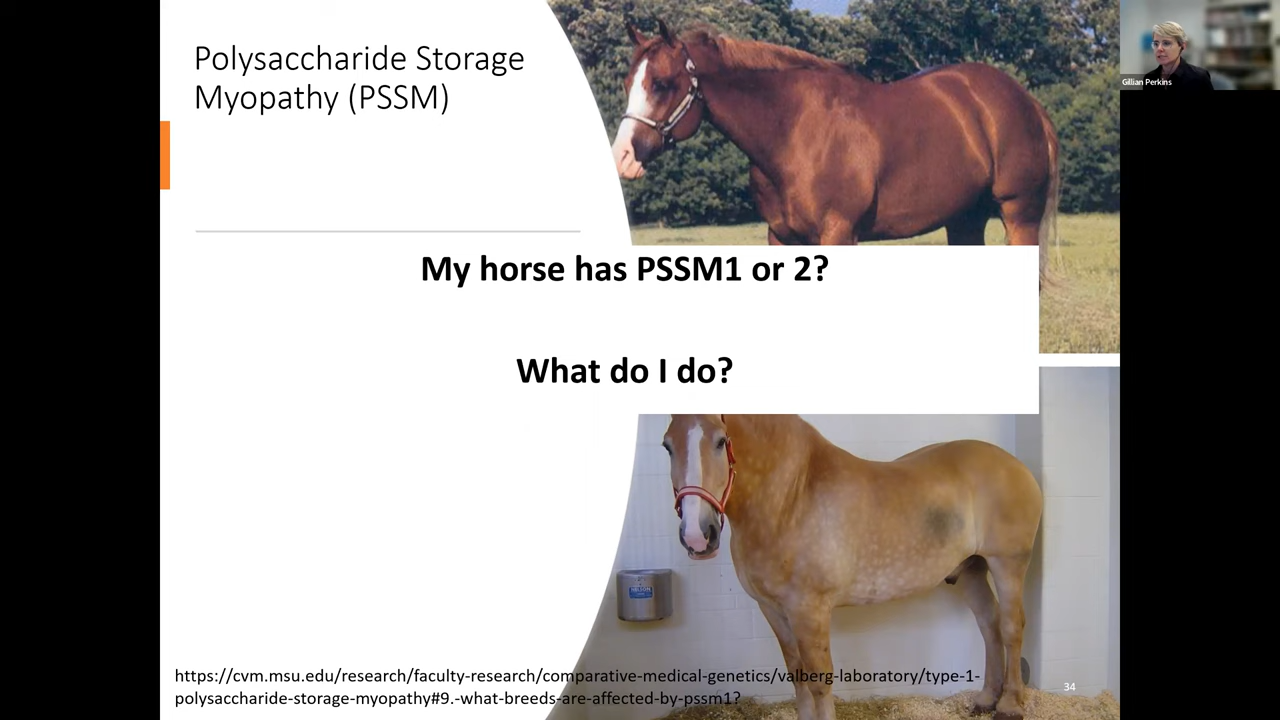 Polysaccharide Storage
Myopathy (PSSM)
Gillian Perkins
My horse has PSSM1 or 2?
What do I do?
https://cvm.msu.edu/research/faculty-research/comparative-medical-genetics/valberg-laboratory/type-1-
polysaccharide-storage-myopathy#9.-what-breeds-are-affected-by-pssm1?
34